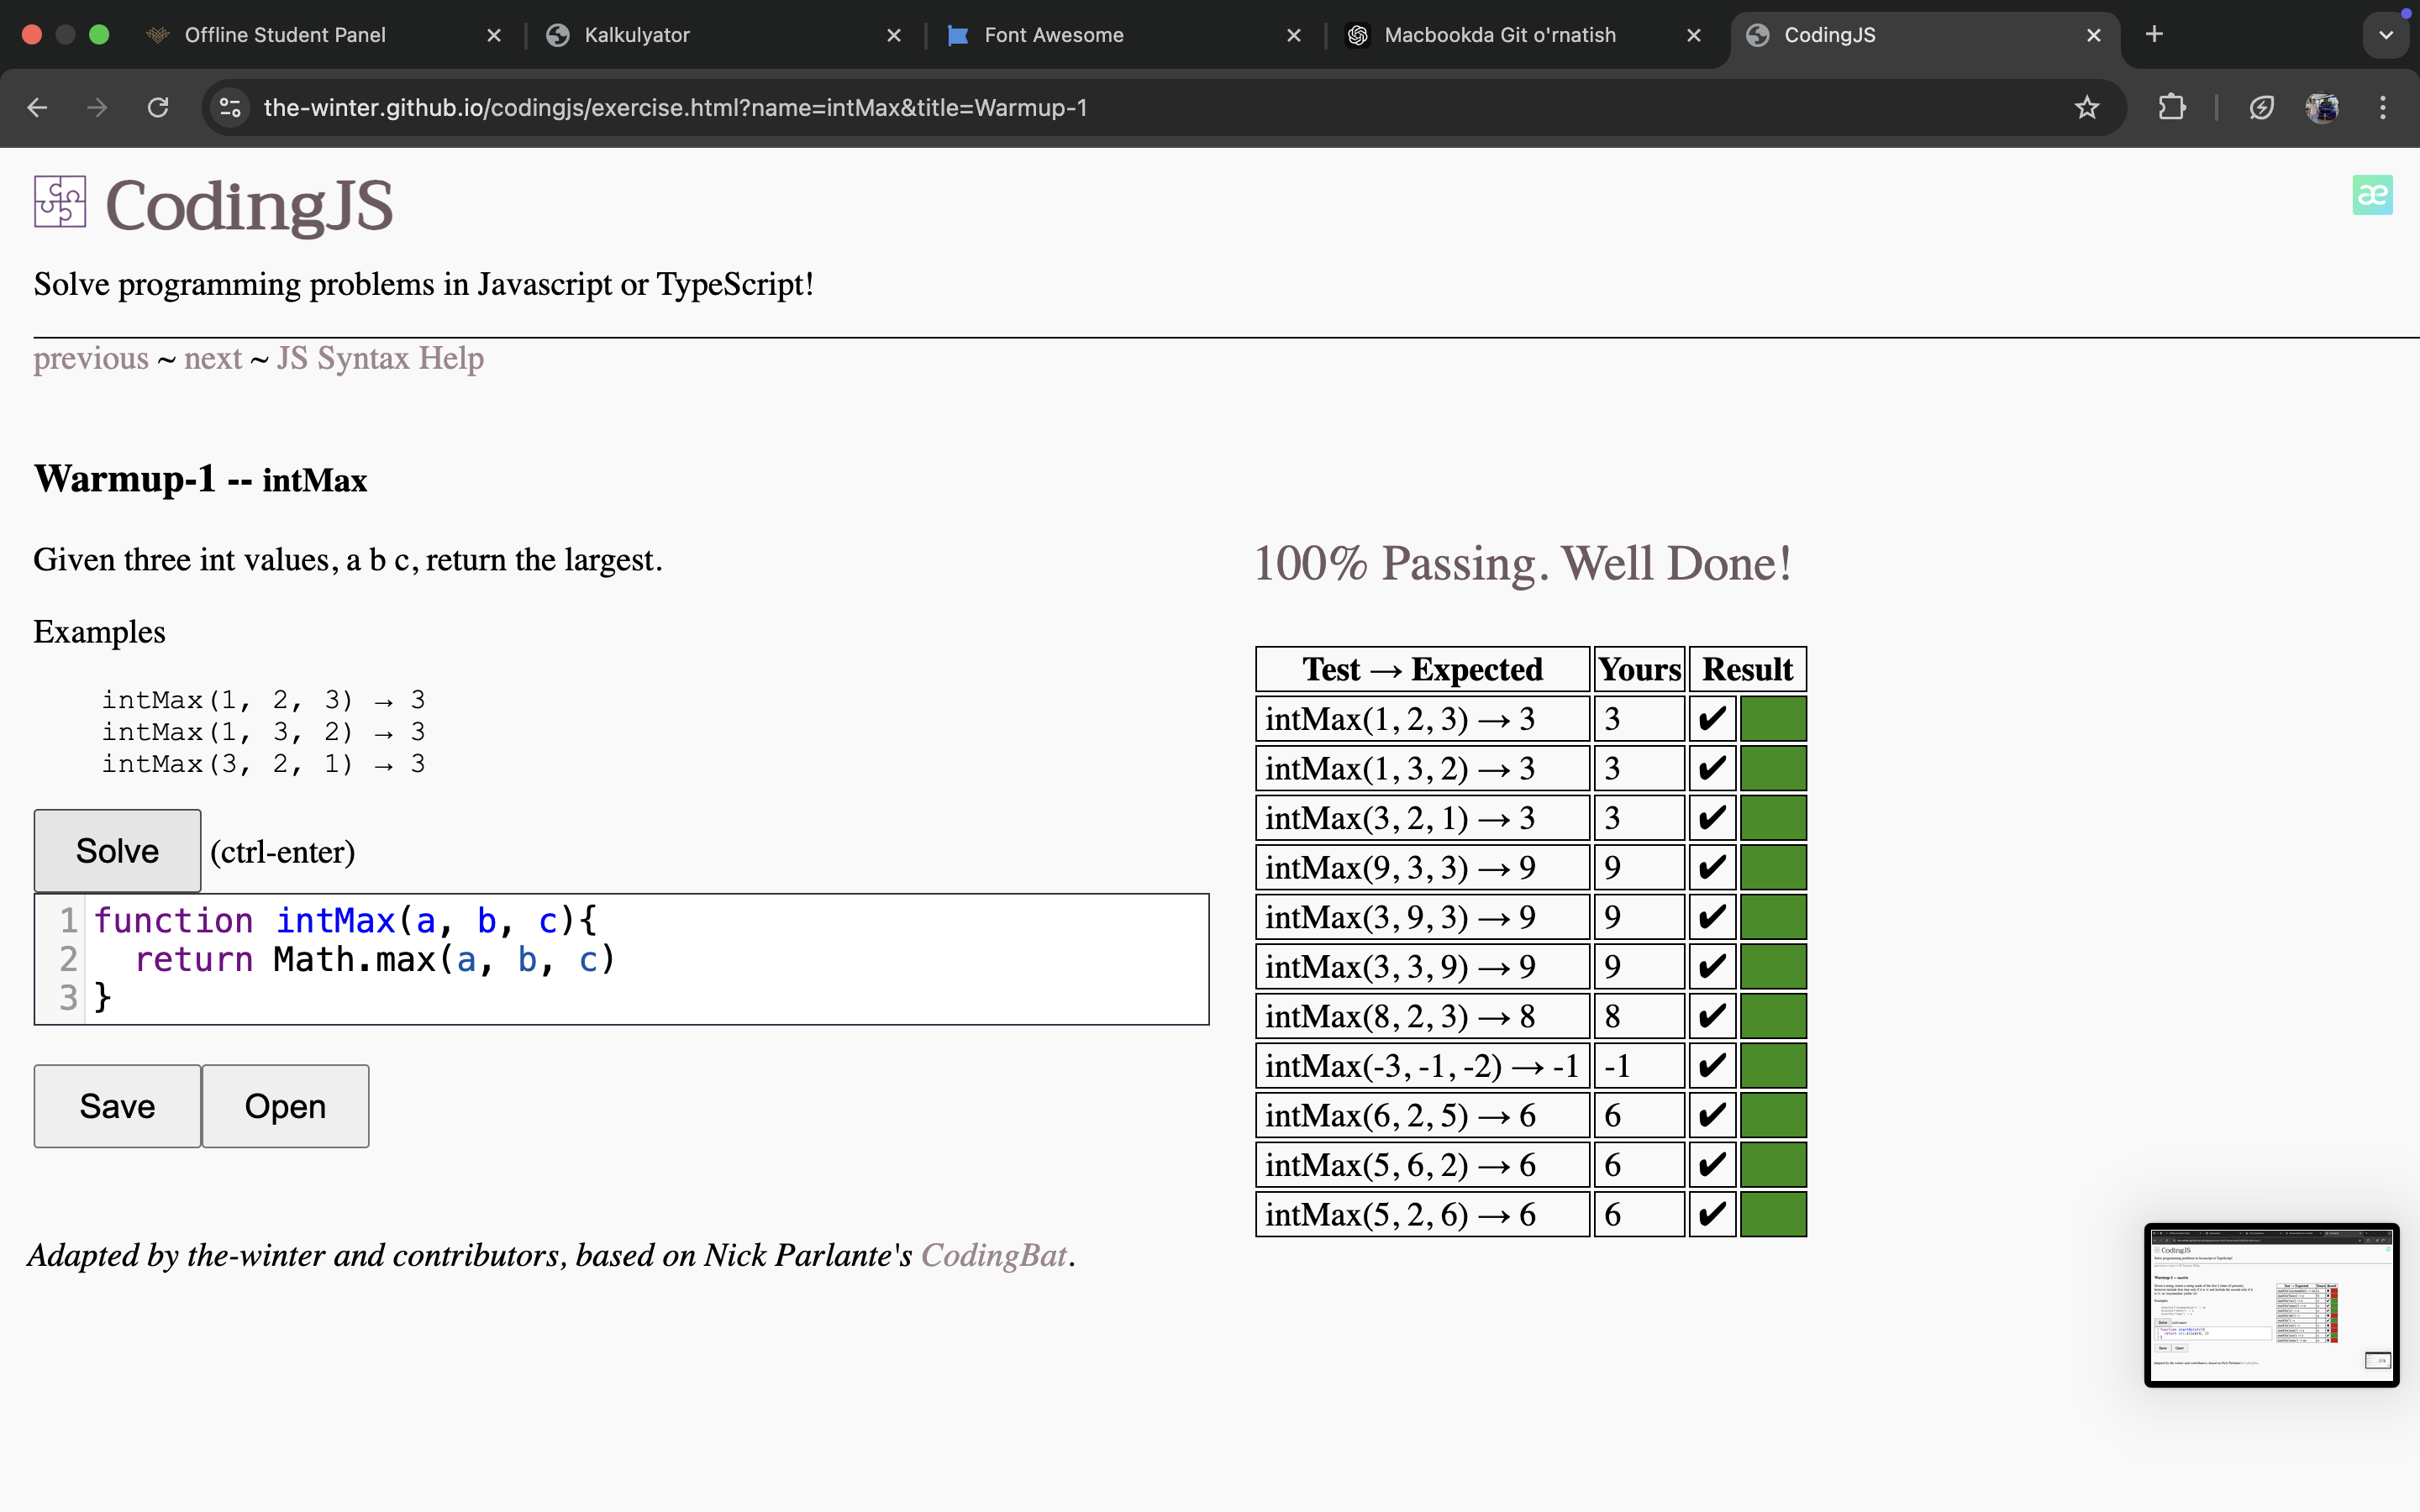 Offline Student Panel
Kalkulyator
Font Awesome
Macbookda Git o'rnatish
CodingJS
the-winter.github.io/codingjs/exercise.html?name=intMax&title=Warmup-1
CodingJS
æ
Solve programming problems in Javascript or TypeScript!
previous ~ next ~ JS Syntax Help
Warmup-1 -- intMax
Given three int values, a b c, return the largest.
Examples
intMax(1, 2, 3) → 3
intMax(1, 3, 2) → 3
intMax(3, 2, 1) → 3
Solve (ctrl-enter)
1 function intMax(a, b, c){
2 return Math.max(a, b, c)
3 }
Save Open
Adapted by the-winter and contributors, based on Nick Parlante's CodingBat.
100% Passing. Well Done!
Test → Expected Yours Result
intMax(1, 2, 3) → 3 3 ✔
intMax(1, 3, 2) → 3 3 ✔
intMax(3, 2, 1) → 3 3 ✔
intMax(9, 3, 3) → 9 9 ✔
intMax(3, 9, 3) → 9 9 ✔
intMax(3, 3, 9) → 9 9 ✔
intMax(8, 2, 3) → 8 8 ✔
intMax(-3, -1, -2) → -1 -1 ✔
intMax(6, 2, 5) → 6 6 ✔
intMax(5, 6, 2) → 6 6 ✔
intMax(5, 2, 6) → 6 6 ✔
CodingJS